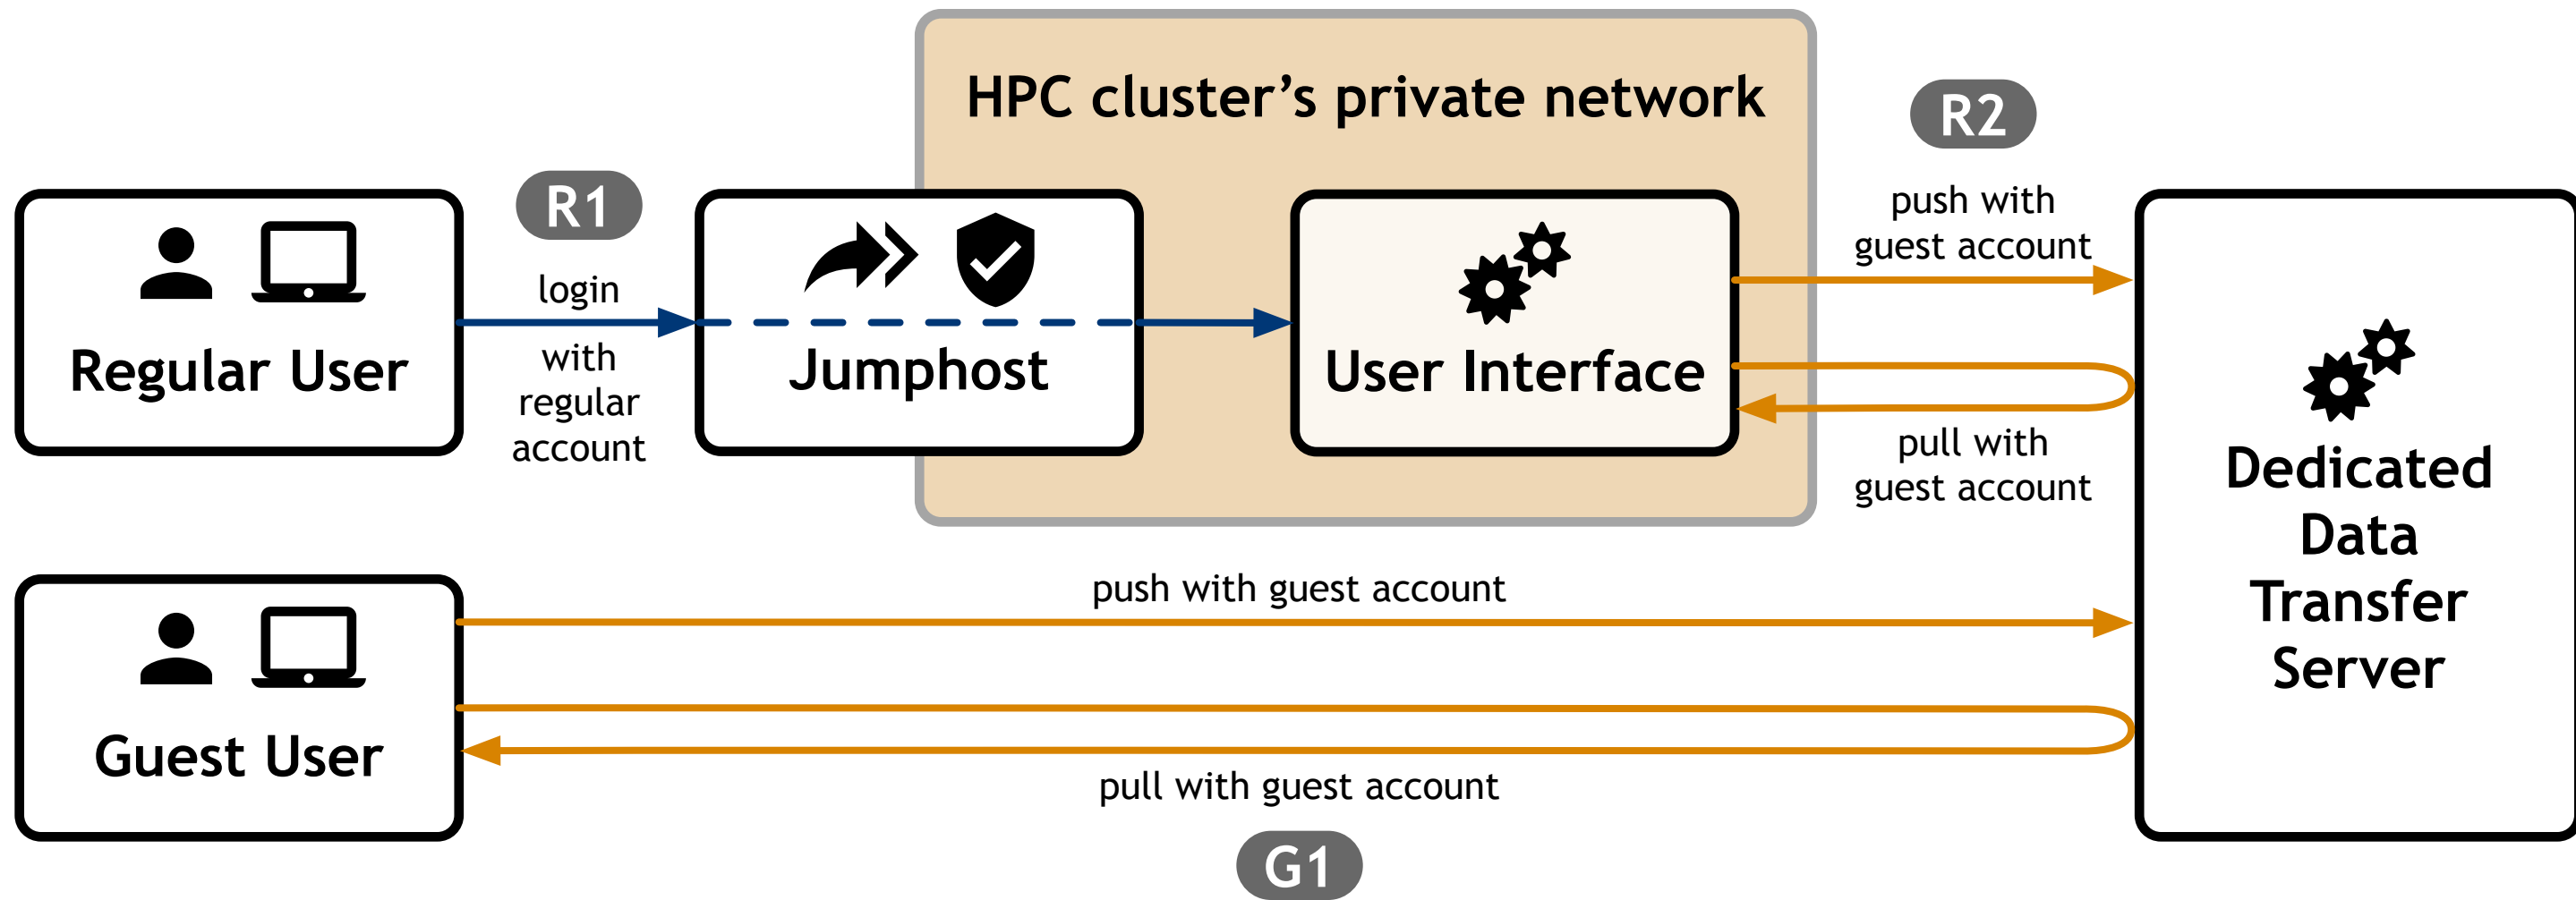 HPC cluster’s private network
R1
R2
login
with
regular
account
Regular User
Jumphost
User Interface
push with
guest account
pull with
guest account
Dedicated
Data
Transfer
Server
push with guest account
Guest User
pull with guest account
G1